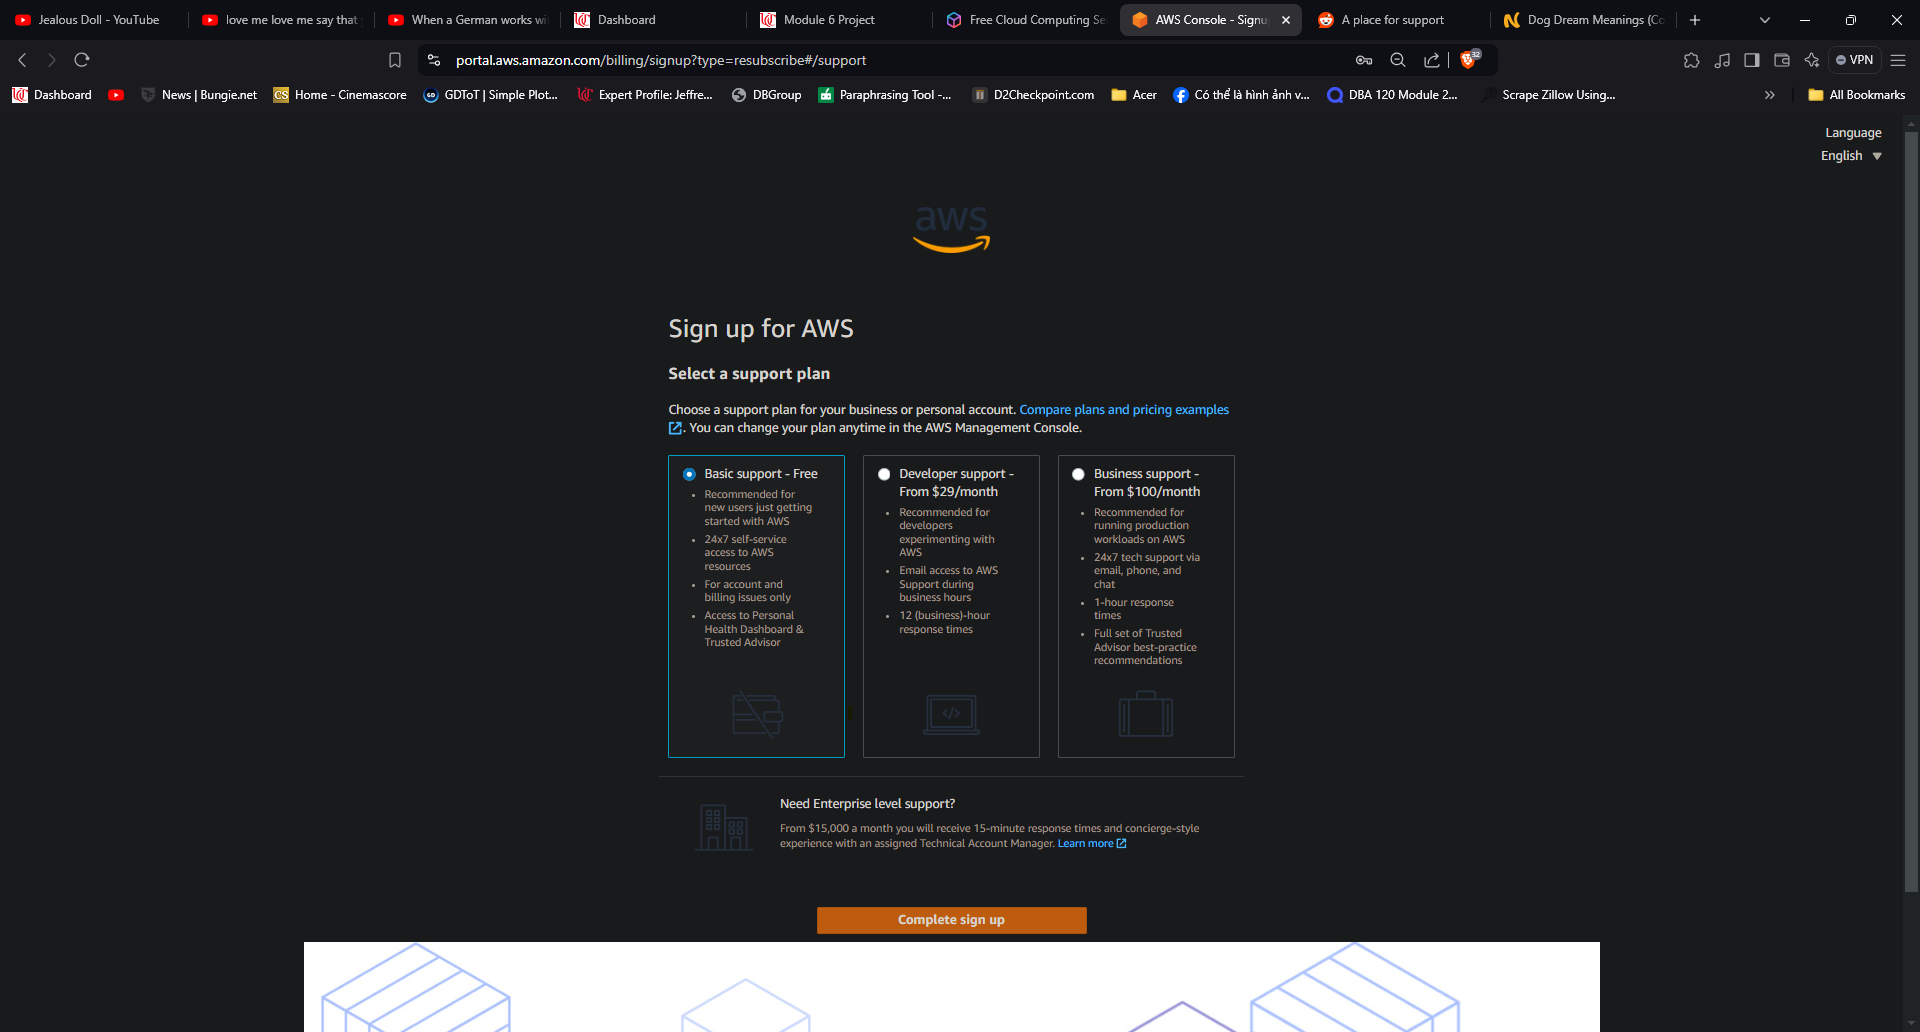 Jealous Doll - YouTube
love me love me say that
When a German works wi
Dashboard
Module 6 Project
Free Cloud Computing Se
AWS Console - Signu
A place for support
Dog Dream Meanings (Co
portal.aws.amazon.com/billing/signup?type=resubscribe#/support
32
VPN
Dashboard
News | Bungie.net
CS
Home - Cinemascore
GD
GDToT | Simple Plot...
Expert Profile: Jeffre...
DBGroup
Paraphrasing Tool -...
D2Checkpoint.com
Acer
Có thể là hình ảnh v...
DBA 120 Module 2...
Scrape Zillow Using...
All Bookmarks
Language
English
aws
Sign up for AWS
Select a support plan
Choose a support plan for your business or personal account. Compare plans and pricing examples
. You can change your plan anytime in the AWS Management Console.
Basic support - Free
• Recommended for
new users just getting
started with AWS
• 24x7 self-service
access to AWS
resources
• For account and
billing issues only
• Access to Personal
Health Dashboard &
Trusted Advisor
Developer support -
From $29/month
• Recommended for
developers
experimenting with
AWS
• Email access to AWS
Support during
business hours
• 12 (business)-hour
response times
</>
Business support -
From $100/month
• Recommended for
running production
workloads on AWS
• 24x7 tech support via
email, phone, and
chat
• 1-hour response
times
• Full set of Trusted
Advisor best-practice
recommendations
Need Enterprise level support?
From $15,000 a month you will receive 15-minute response times and concierge-style
experience with an assigned Technical Account Manager. Learn more
Complete sign up